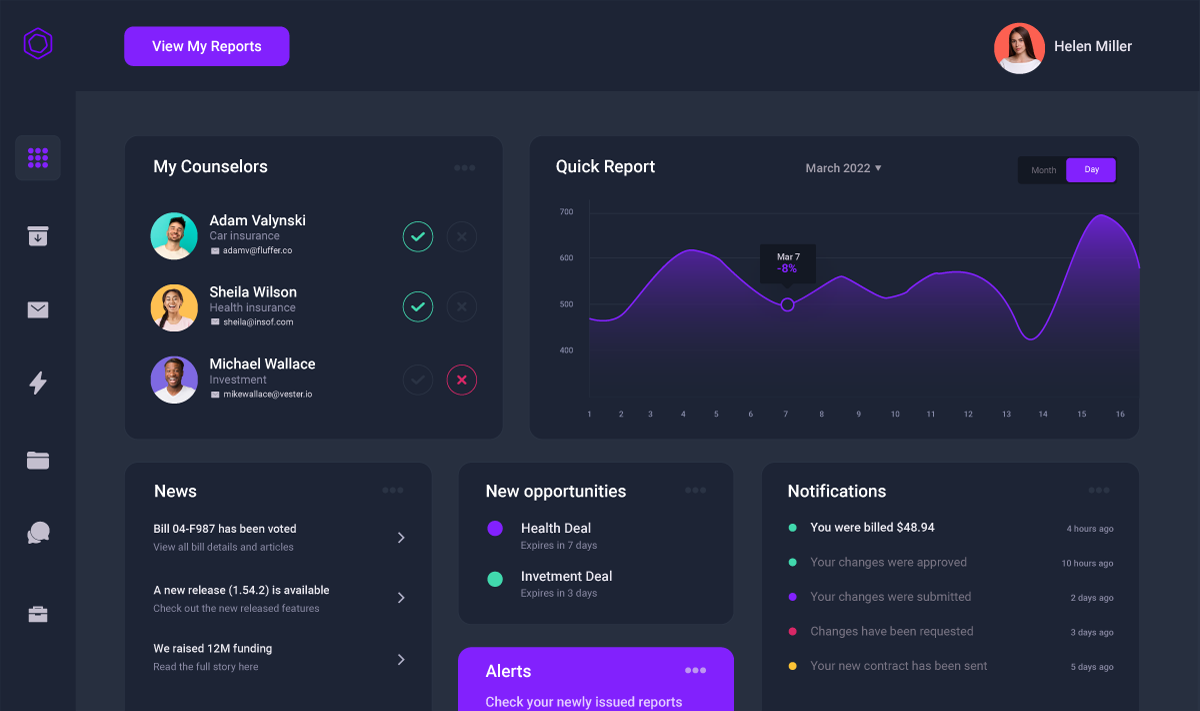 View My Reports
Helen Miller
My Counselors
Adam Valynski
Car insurance
adamv@fluffer.co
Sheila Wilson
Health insurance
sheila@insof.com
Michael Wallace
Investment
mikewallace@vester.io
Quick Report
March 2022
Month
Day
700
600
500
400
Mar 7
-8%
1 2 3 4 5 6 7 8 9 10 11 12 13 14 15 16
News
Bill 04-F987 has been voted
View all bill details and articles
A new release (1.54.2) is available
Check out the new released features
We raised 12M funding
Read the full story here
New opportunities
Health Deal
Expires in 7 days
Invetment Deal
Expires in 3 days
Alerts
Check your newly issued reports
Notifications
You were billed $48.94 4 hours ago
Your changes were approved 10 hours ago
Your changes were submitted 2 days ago
Changes have been requested 3 days ago
Your new contract has been sent 5 days ago